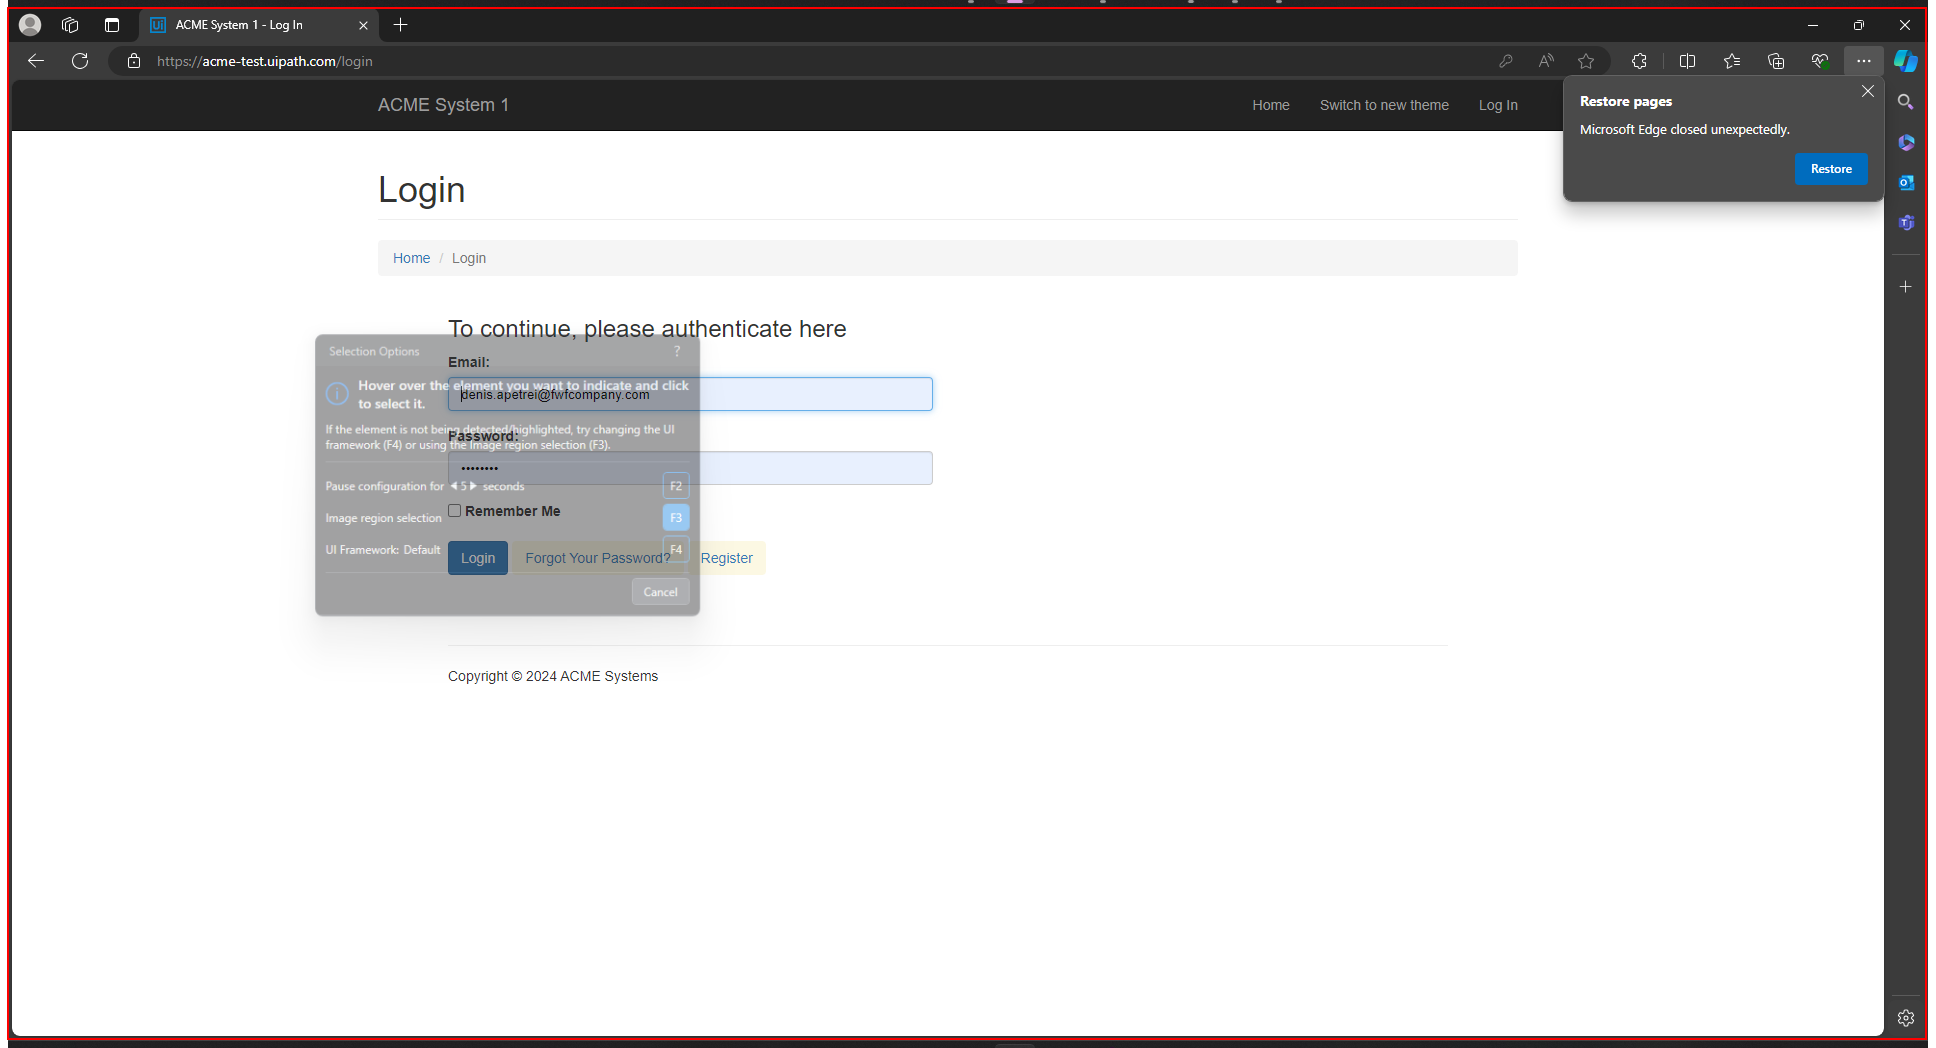 ACME System 1 - Log In
https://acme-test.uipath.com/login
ACME System 1
Home
Switch to new theme
Log In
Restore pages
Microsoft Edge closed unexpectedly.
Restore
Login
Home / Login
To continue, please authenticate here
Selection Options
?
Email:
Hover over the element you want to indicate and click
to select it.
denis.apetrei@fwfcompany.com
If the element is not being detected/highlighted, try changing the UI
framework (F4) or using the Image region selection (F3).
Password:
••••••••
Pause configuration for 5 seconds
F2
Image region selection
F3
Remember Me
UI Framework: Default
F4
Login
Forgot Your Password?
Register
Cancel
Copyright © 2024 ACME Systems